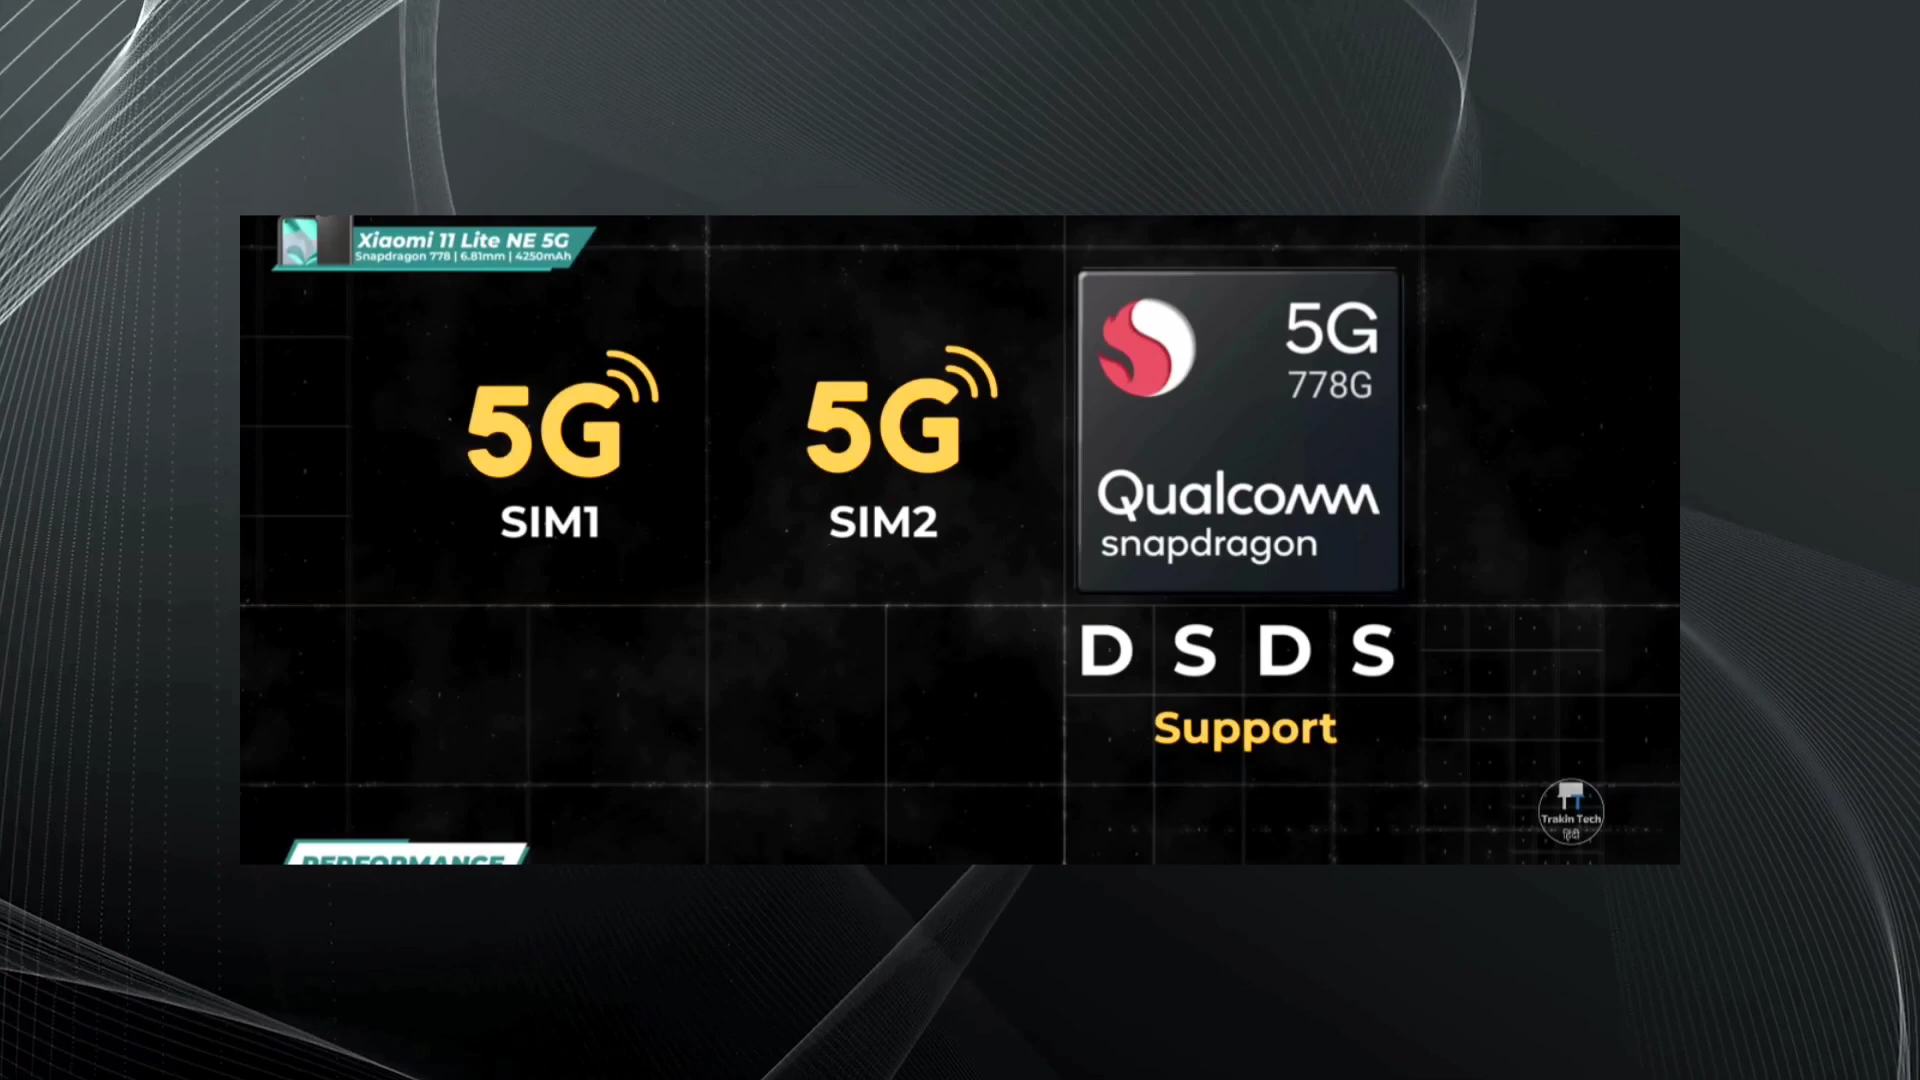 Xiaomi 11 Lite NE 5G
Snapdragon 778 | 6.81mm | 4250mAh
5G
SIM1
5G
SIM2
5G
778G
Qualcomm
snapdragon
D S D S
Support
Trakin Tech
हिंदी
PERFORMANCE